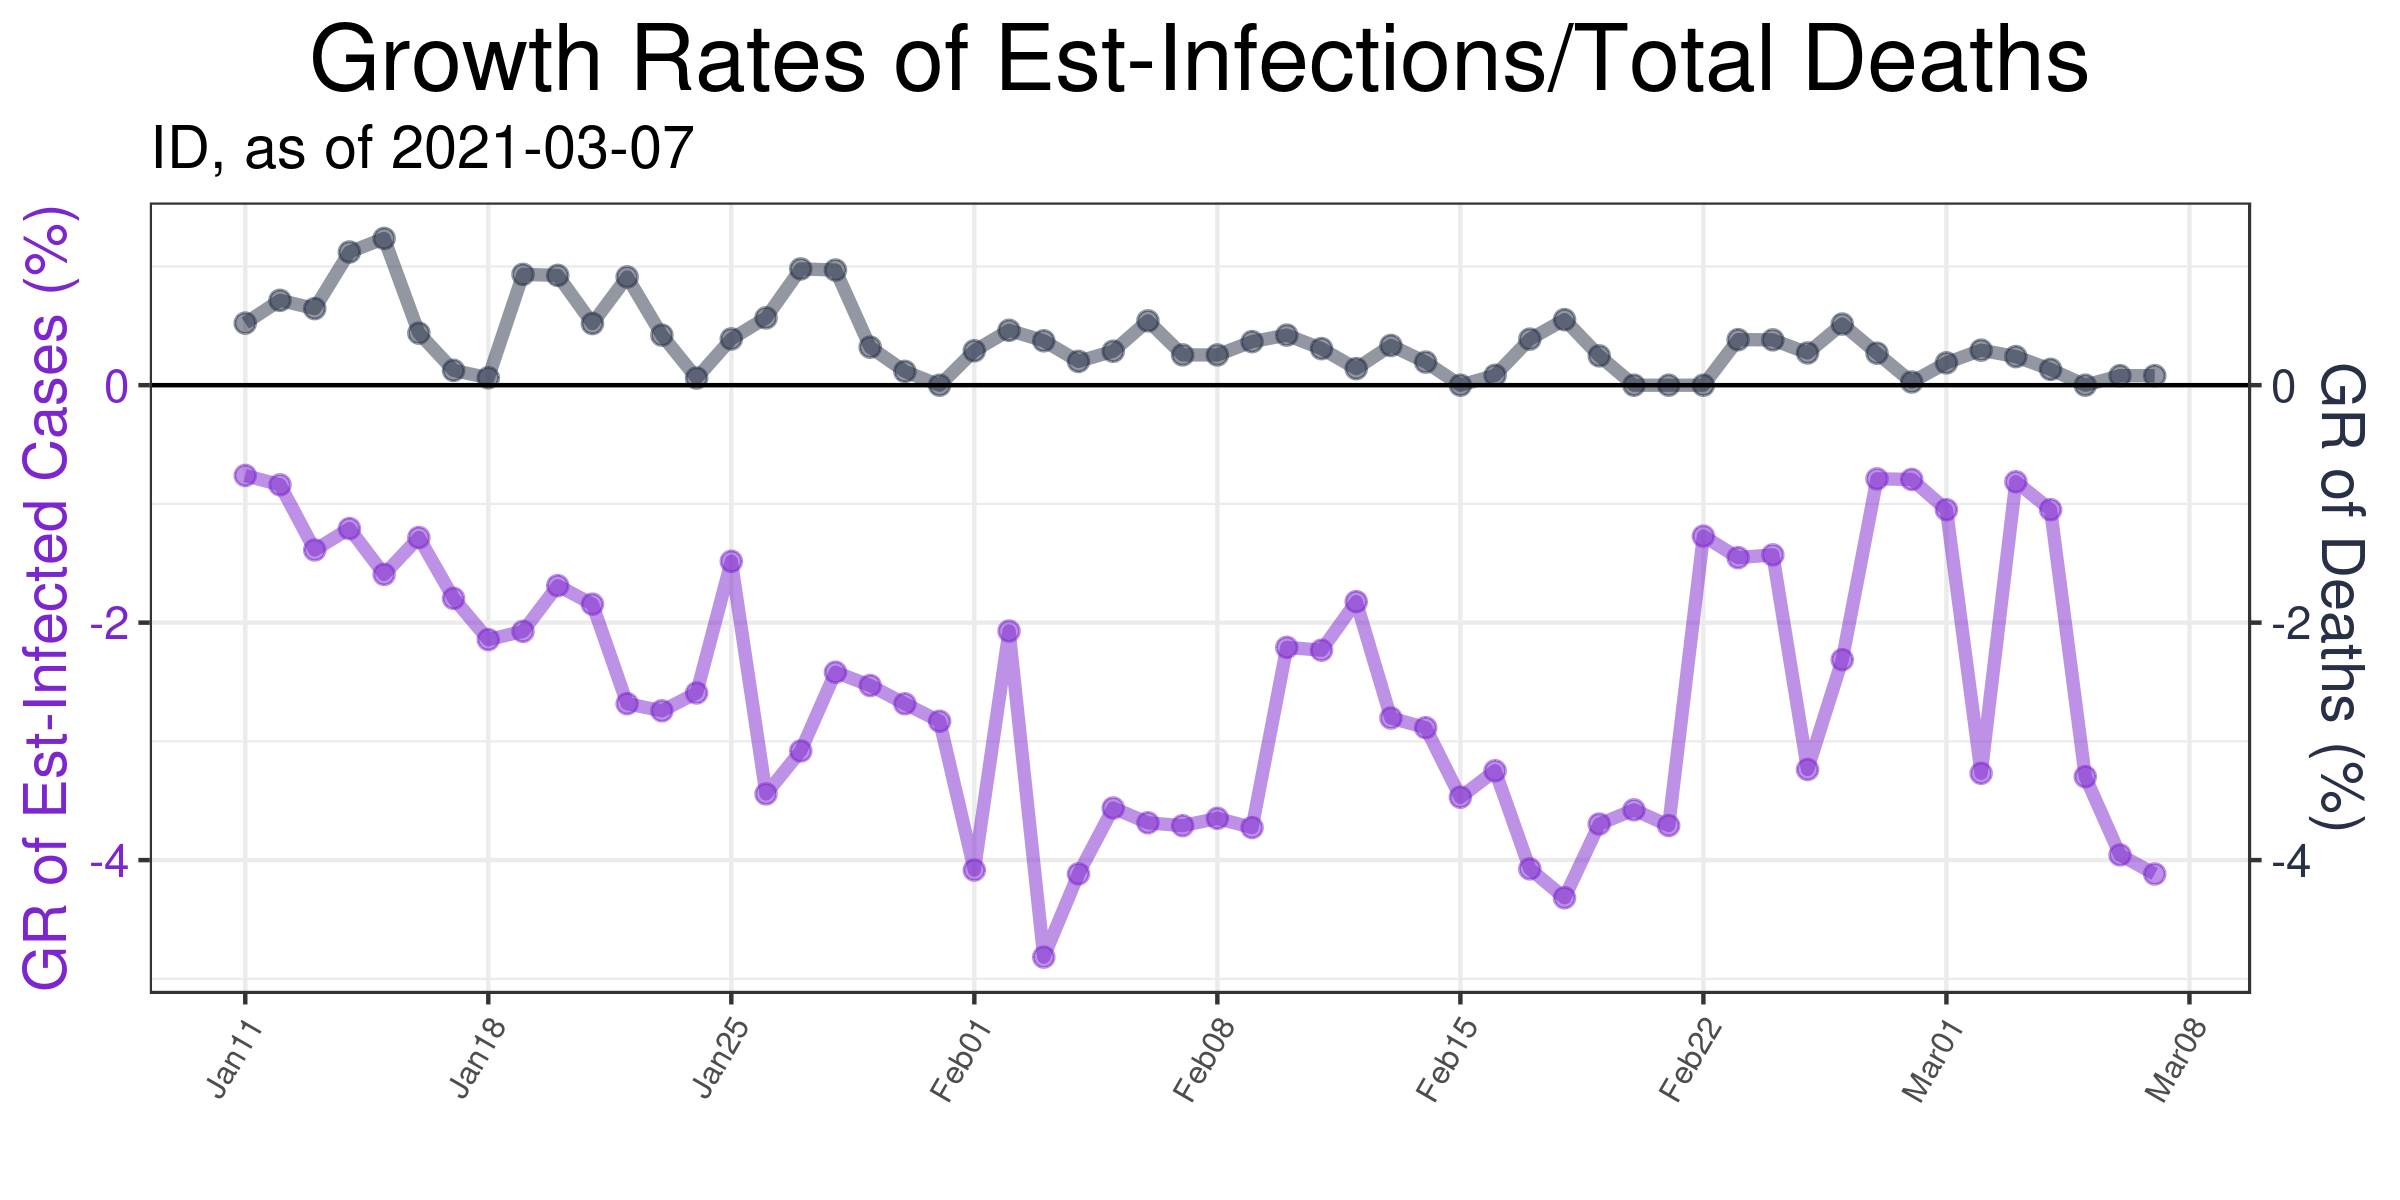 Growth Rates of Est-Infections/Total Deaths
ID, as of 2021-03-07
GR of Est-Infected Cases (%)
0
-2
-4
0
-2
-4
GR of Deaths (%)
Jan11
Jan18
Jan25
Feb01
Feb08
Feb15
Feb22
Mar01
Mar08